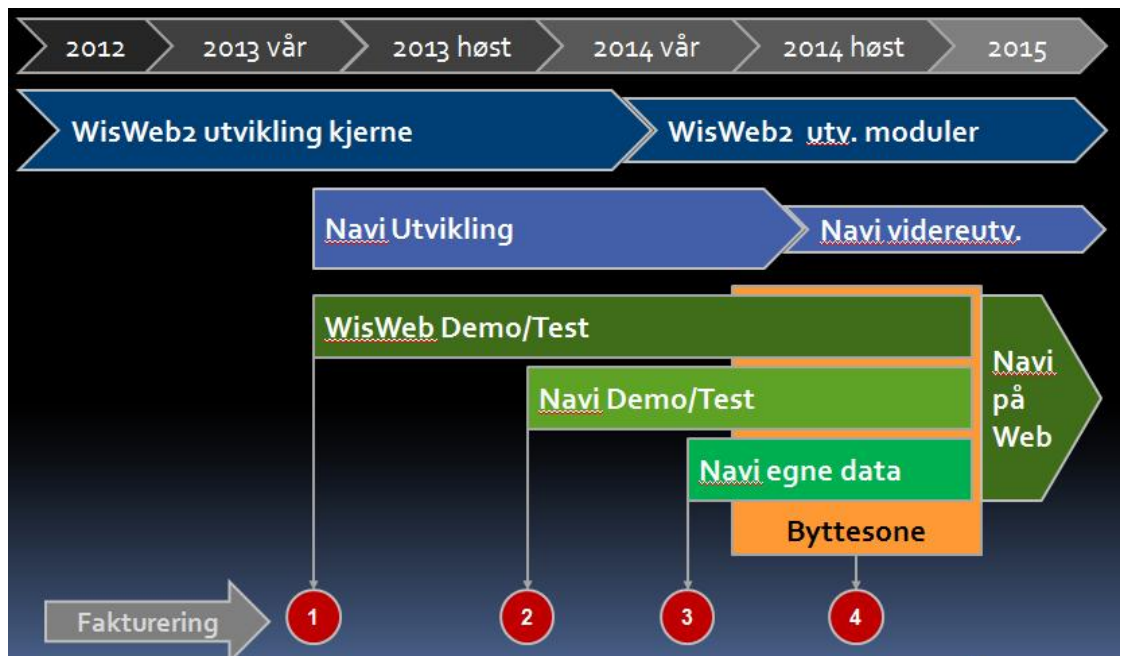 2012 2013 vår 2013 høst 2014 vår 2014 høst 2015
WisWeb2 utvikling kjerne WisWeb2 utv. moduler
Navi Utvikling Navi videreutv.
WisWeb Demo/Test
Navi Demo/Test
Navi egne data
Navi
på
Web
Byttesone
Fakturering 1 2 3 4